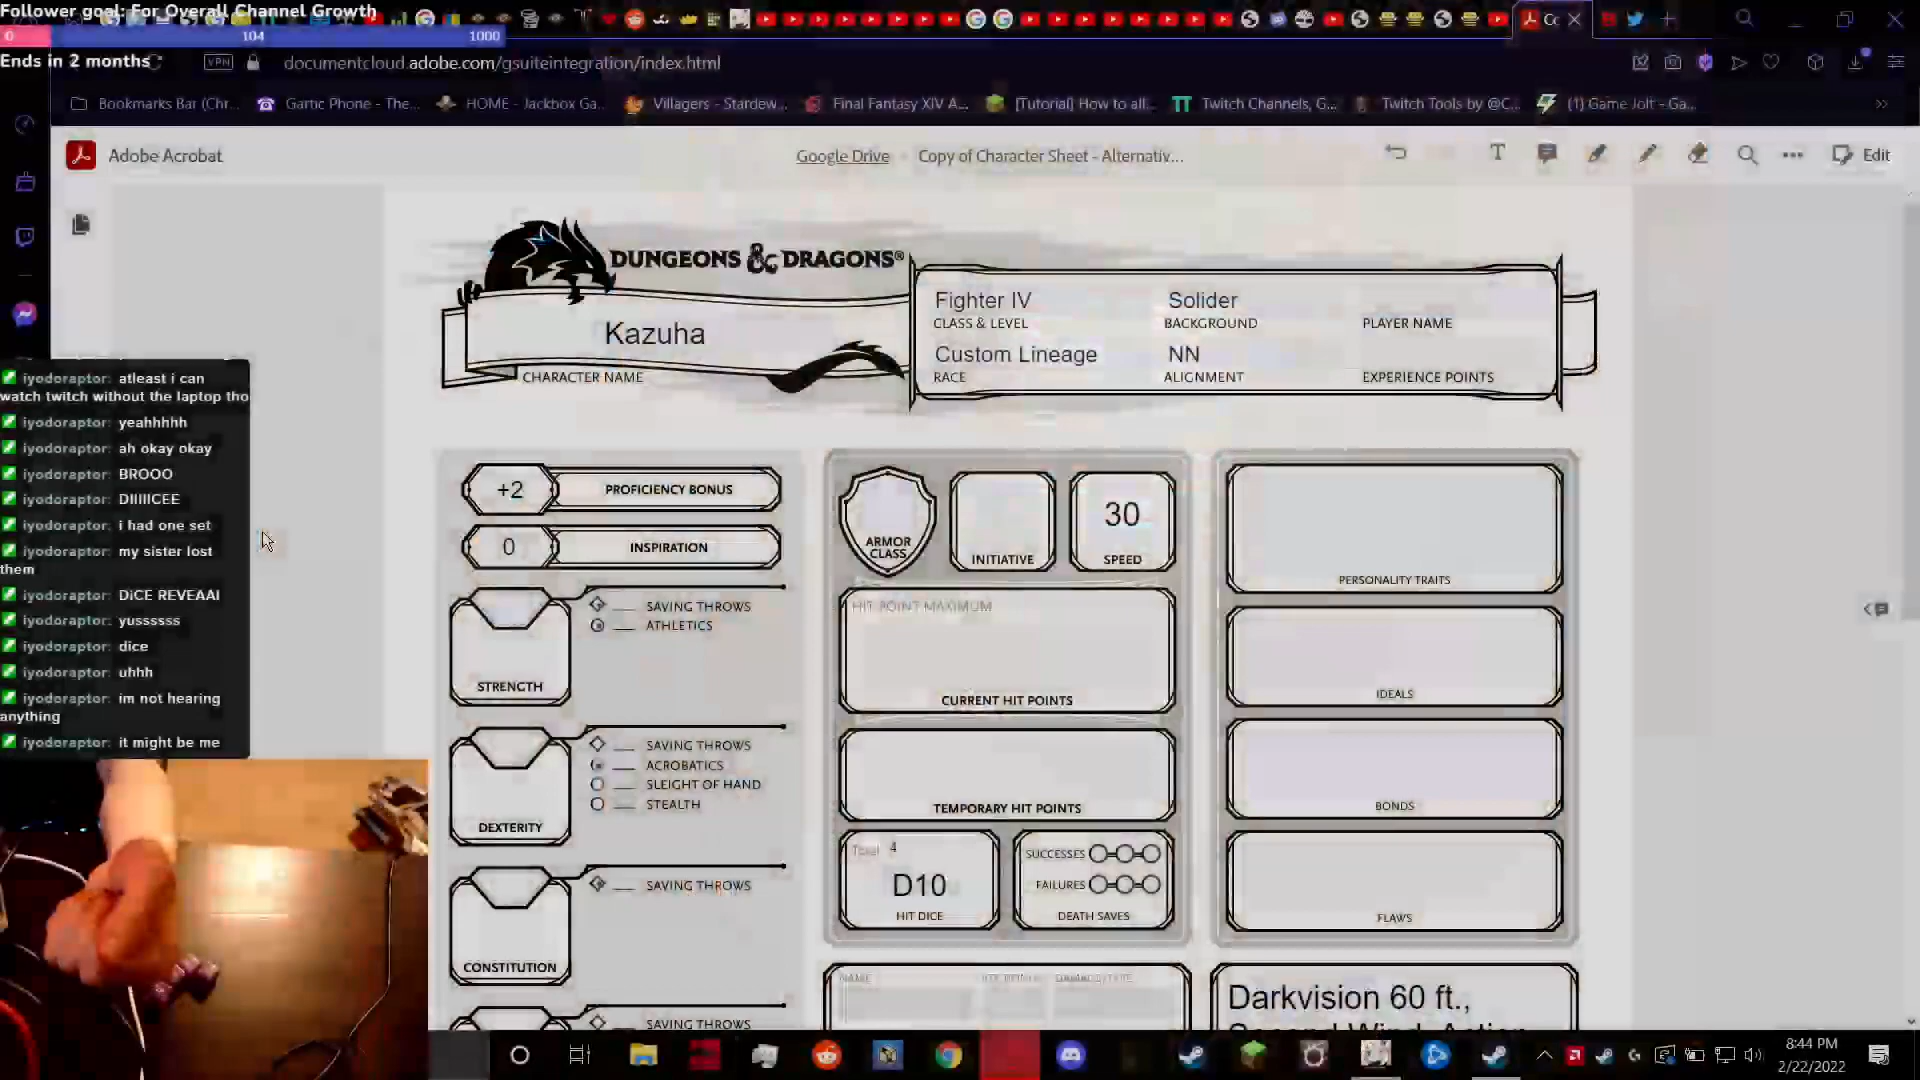 Follower goal: For Overall Channel Growth
0 104 1000
Ends in 2 months
VPN documentcloud.adobe.com/gsuiteintegration/index.html
Bookmarks Bar (Chr... Gartic Phone - The... HOME - Jackbox Ga... Villagers - Stardew... Final Fantasy XIV A... [Tutorial] How to all... Twitch Channels, G... Twitch Tools by @C... (1) Game Jolt - Ga...
Adobe Acrobat
Google Drive
Copy of Character Sheet - Alternativ...
Edit
DUNGEONS & DRAGONS®
Kazuha
CHARACTER NAME
Fighter IV
CLASS & LEVEL
Solider
BACKGROUND
PLAYER NAME
Custom Lineage
RACE
NN
ALIGNMENT
EXPERIENCE POINTS
iyodoraptor: atleast i can
watch twitch without the laptop tho
iyodoraptor: yeahhhhh
iyodoraptor: ah okay okay
iyodoraptor: BROOO
iyodoraptor: DIIIIICEE
iyodoraptor: i had one set
iyodoraptor: my sister lost
them
iyodoraptor: DiCE REVEAAl
iyodoraptor: yussssss
iyodoraptor: dice
iyodoraptor: uhhh
iyodoraptor: im not hearing
anything
iyodoraptor: it might be me
+2 PROFICIENCY BONUS
0 INSPIRATION
SAVING THROWS
ATHLETICS
STRENGTH
SAVING THROWS
ACROBATICS
SLEIGHT OF HAND
STEALTH
DEXTERITY
SAVING THROWS
CONSTITUTION
SAVING THROWS
ARMOR
CLASS
INITIATIVE
30
SPEED
HIT POINT MAXIMUM
CURRENT HIT POINTS
TEMPORARY HIT POINTS
Total 4
D10
HIT DICE
SUCCESSES
FAILURES
DEATH SAVES
NAME
PERSONALITY TRAITS
IDEALS
BONDS
FLAWS
Darkvision 60 ft.,
Second Wind, Action
8:44 PM
2/22/2022